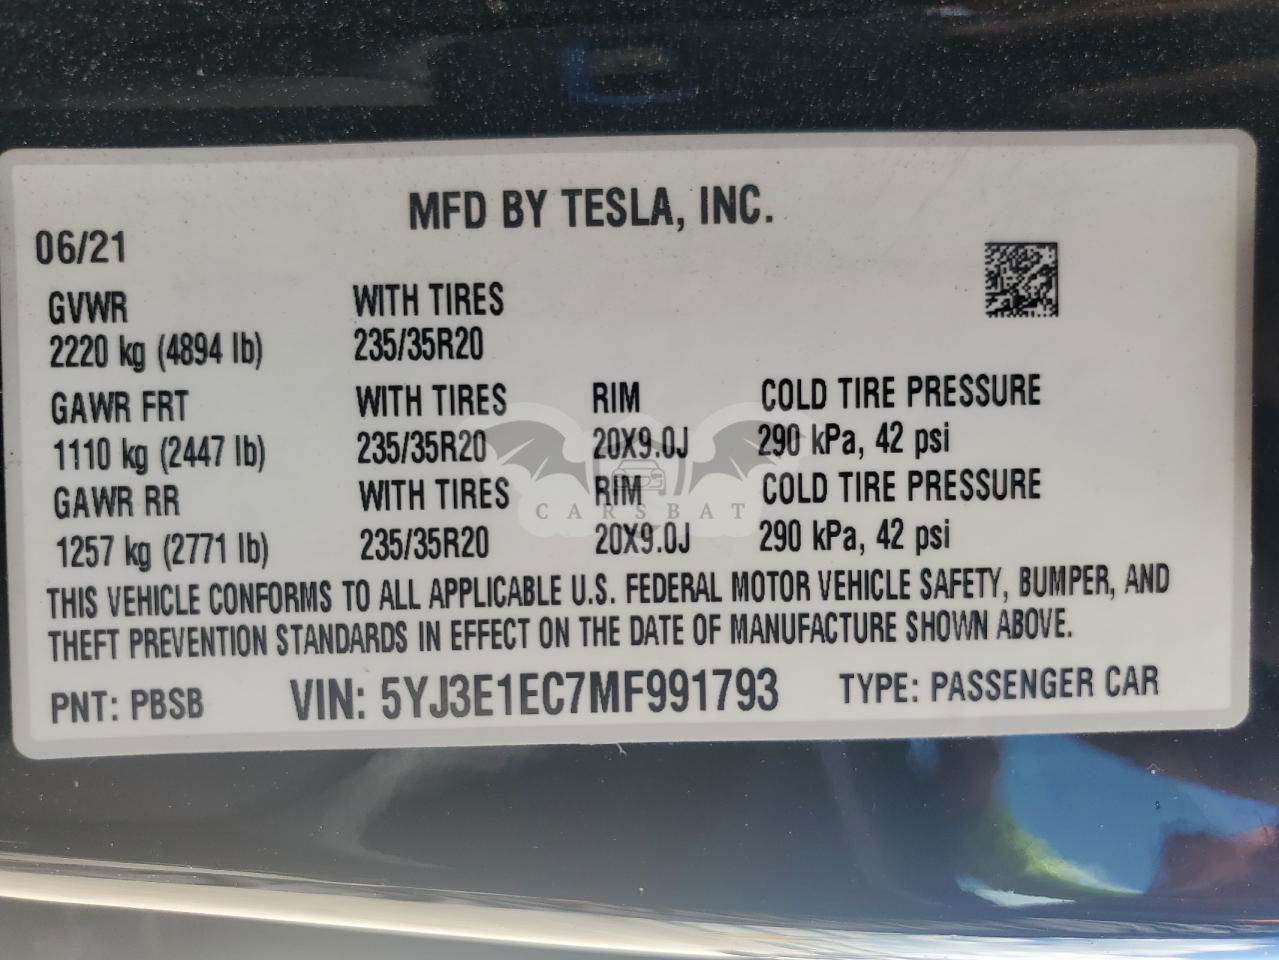 MFD BY TESLA, INC.
06/21
GVWR WITH TIRES
2220 kg (4894 lb) 235/35R20
GAWR FRT WITH TIRES RIM COLD TIRE PRESSURE
1110 kg (2447 lb) 235/35R20 20X9.0J 290 kPa, 42 psi
GAWR RR WITH TIRES RIM COLD TIRE PRESSURE
CARSBAT
1257 kg (2771 lb) 235/35R20 20X9.0J 290 kPa, 42 psi
THIS VEHICLE CONFORMS TO ALL APPLICABLE U.S. FEDERAL MOTOR VEHICLE SAFETY, BUMPER, AND
THEFT PREVENTION STANDARDS IN EFFECT ON THE DATE OF MANUFACTURE SHOWN ABOVE.
PNT: PBSB VIN: 5YJ3E1EC7MF991793 TYPE: PASSENGER CAR